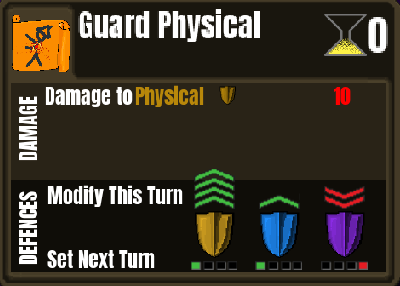 Guard Physical 0
DAMAGE
Damage to Physical 10
DEFENCES
Modify This Turn
Set Next Turn